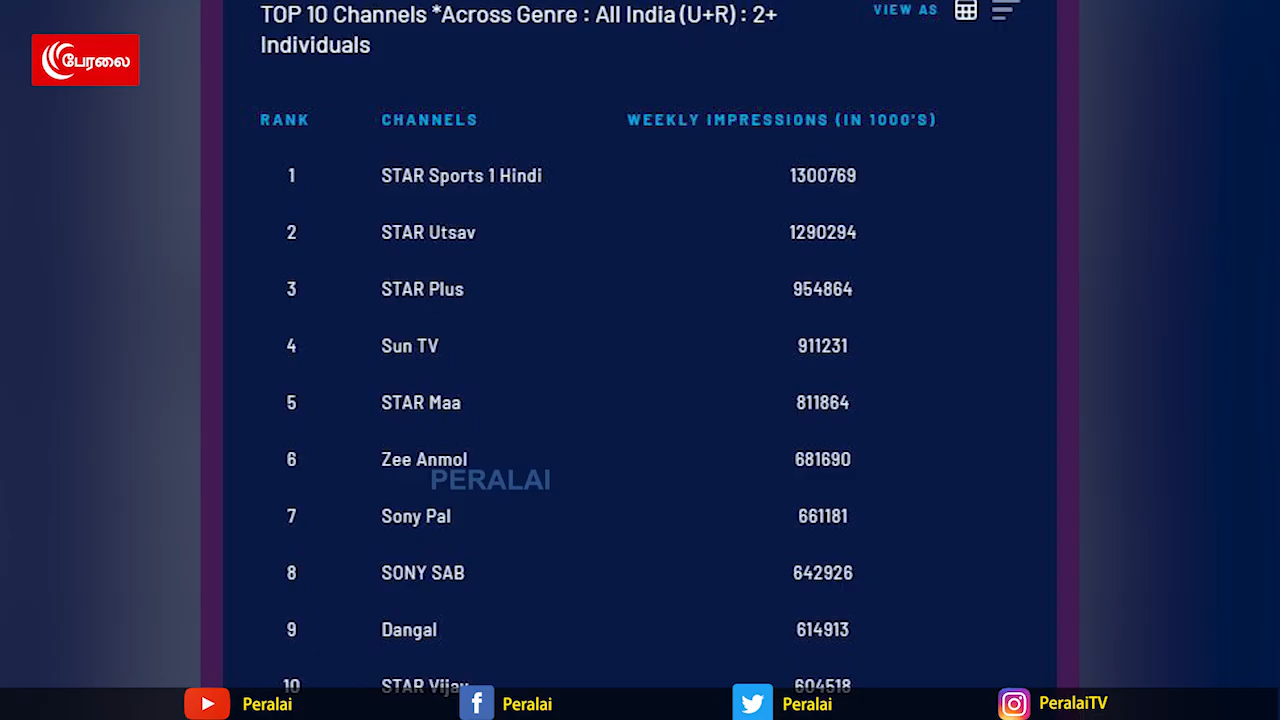 TOP 10 Channels *Across Genre : All India (U+R) : 2+
Individuals
VIEW AS
பேரலை
RANK CHANNELS WEEKLY IMPRESSIONS (IN 1000'S)
1 STAR Sports 1 Hindi 1300769
2 STAR Utsav 1290294
3 STAR Plus 954864
4 Sun TV 911231
5 STAR Maa 811864
6 Zee Anmol 681690
PERALAI
7 Sony Pal 661181
8 SONY SAB 642926
9 Dangal 614913
10 STAR Vijay 604518
Peralai Peralai Peralai PeralaiTV